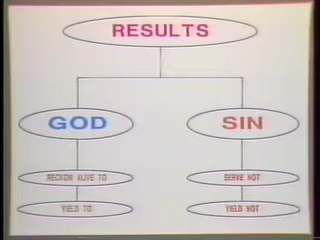 RESULTS
GOD
SIN
RECKON ALIVE TO
SERVE NOT
YIELD TO
YIELD NOT